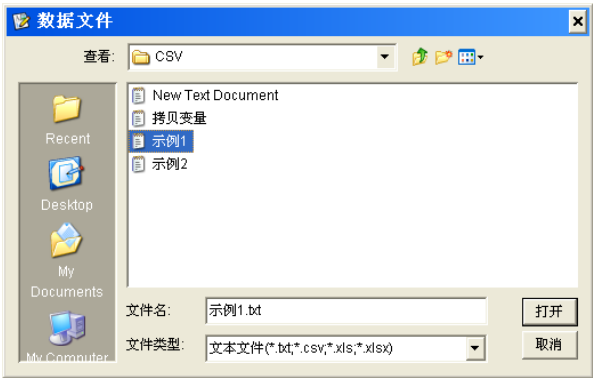 数据文件
查看: CSV
Recent
Desktop
My Documents
My Computer
New Text Document
拷贝变量
示例1
示例2
文件名: 示例1.txt 打开
文件类型: 文本文件(*.txt;*.csv;*.xls;*.xlsx) 取消